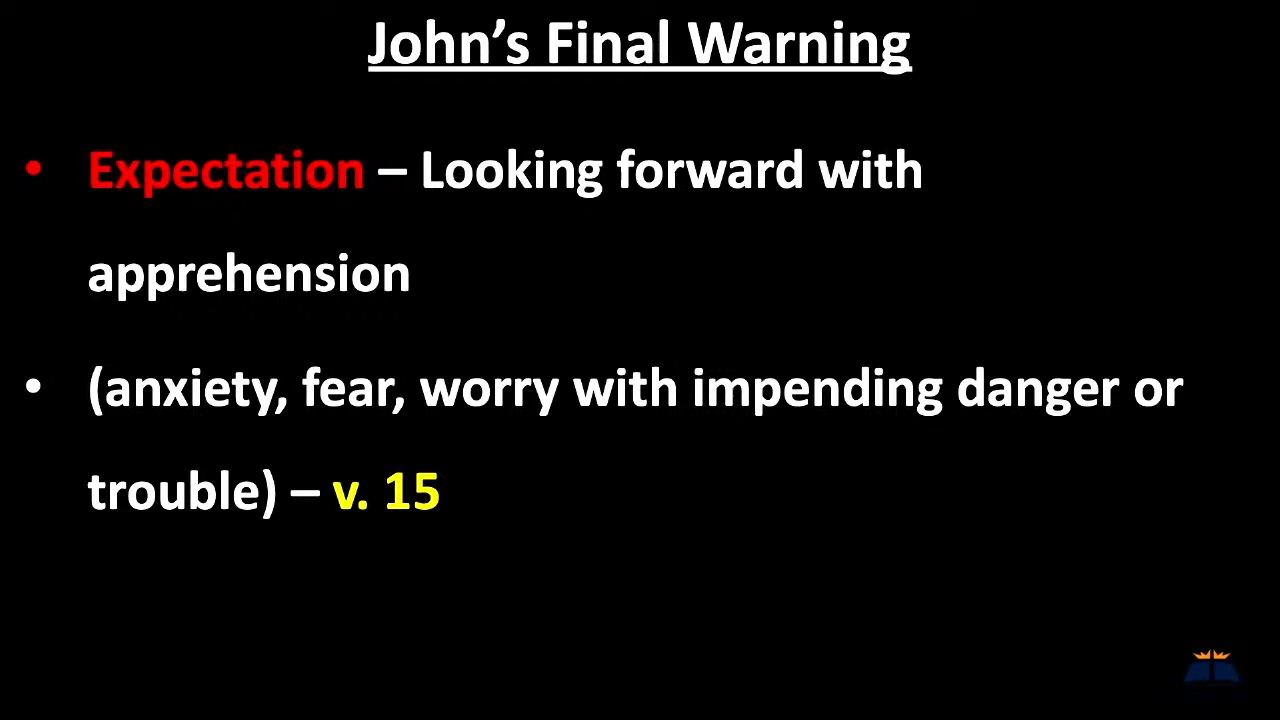 John’s Final Warning
• Expectation – Looking forward with
apprehension
• (anxiety, fear, worry with impending danger or
trouble) – v. 15